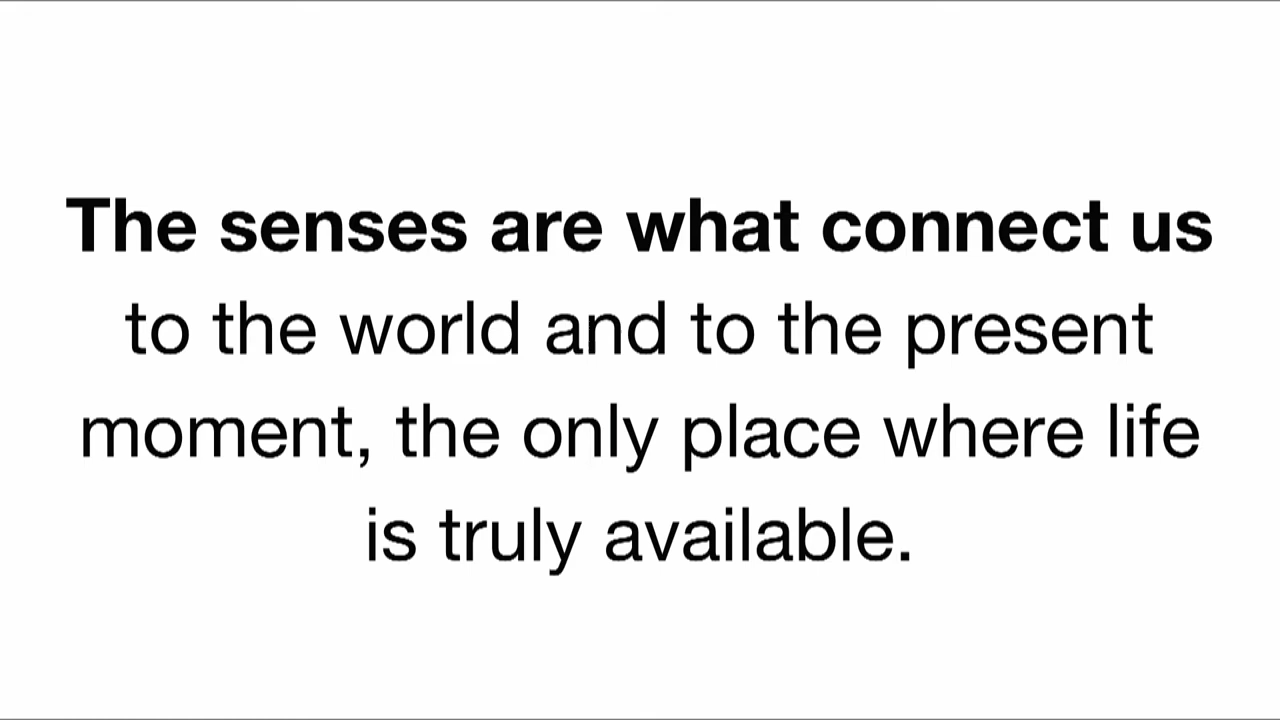 The senses are what connect us
to the world and to the present
moment, the only place where life
is truly available.